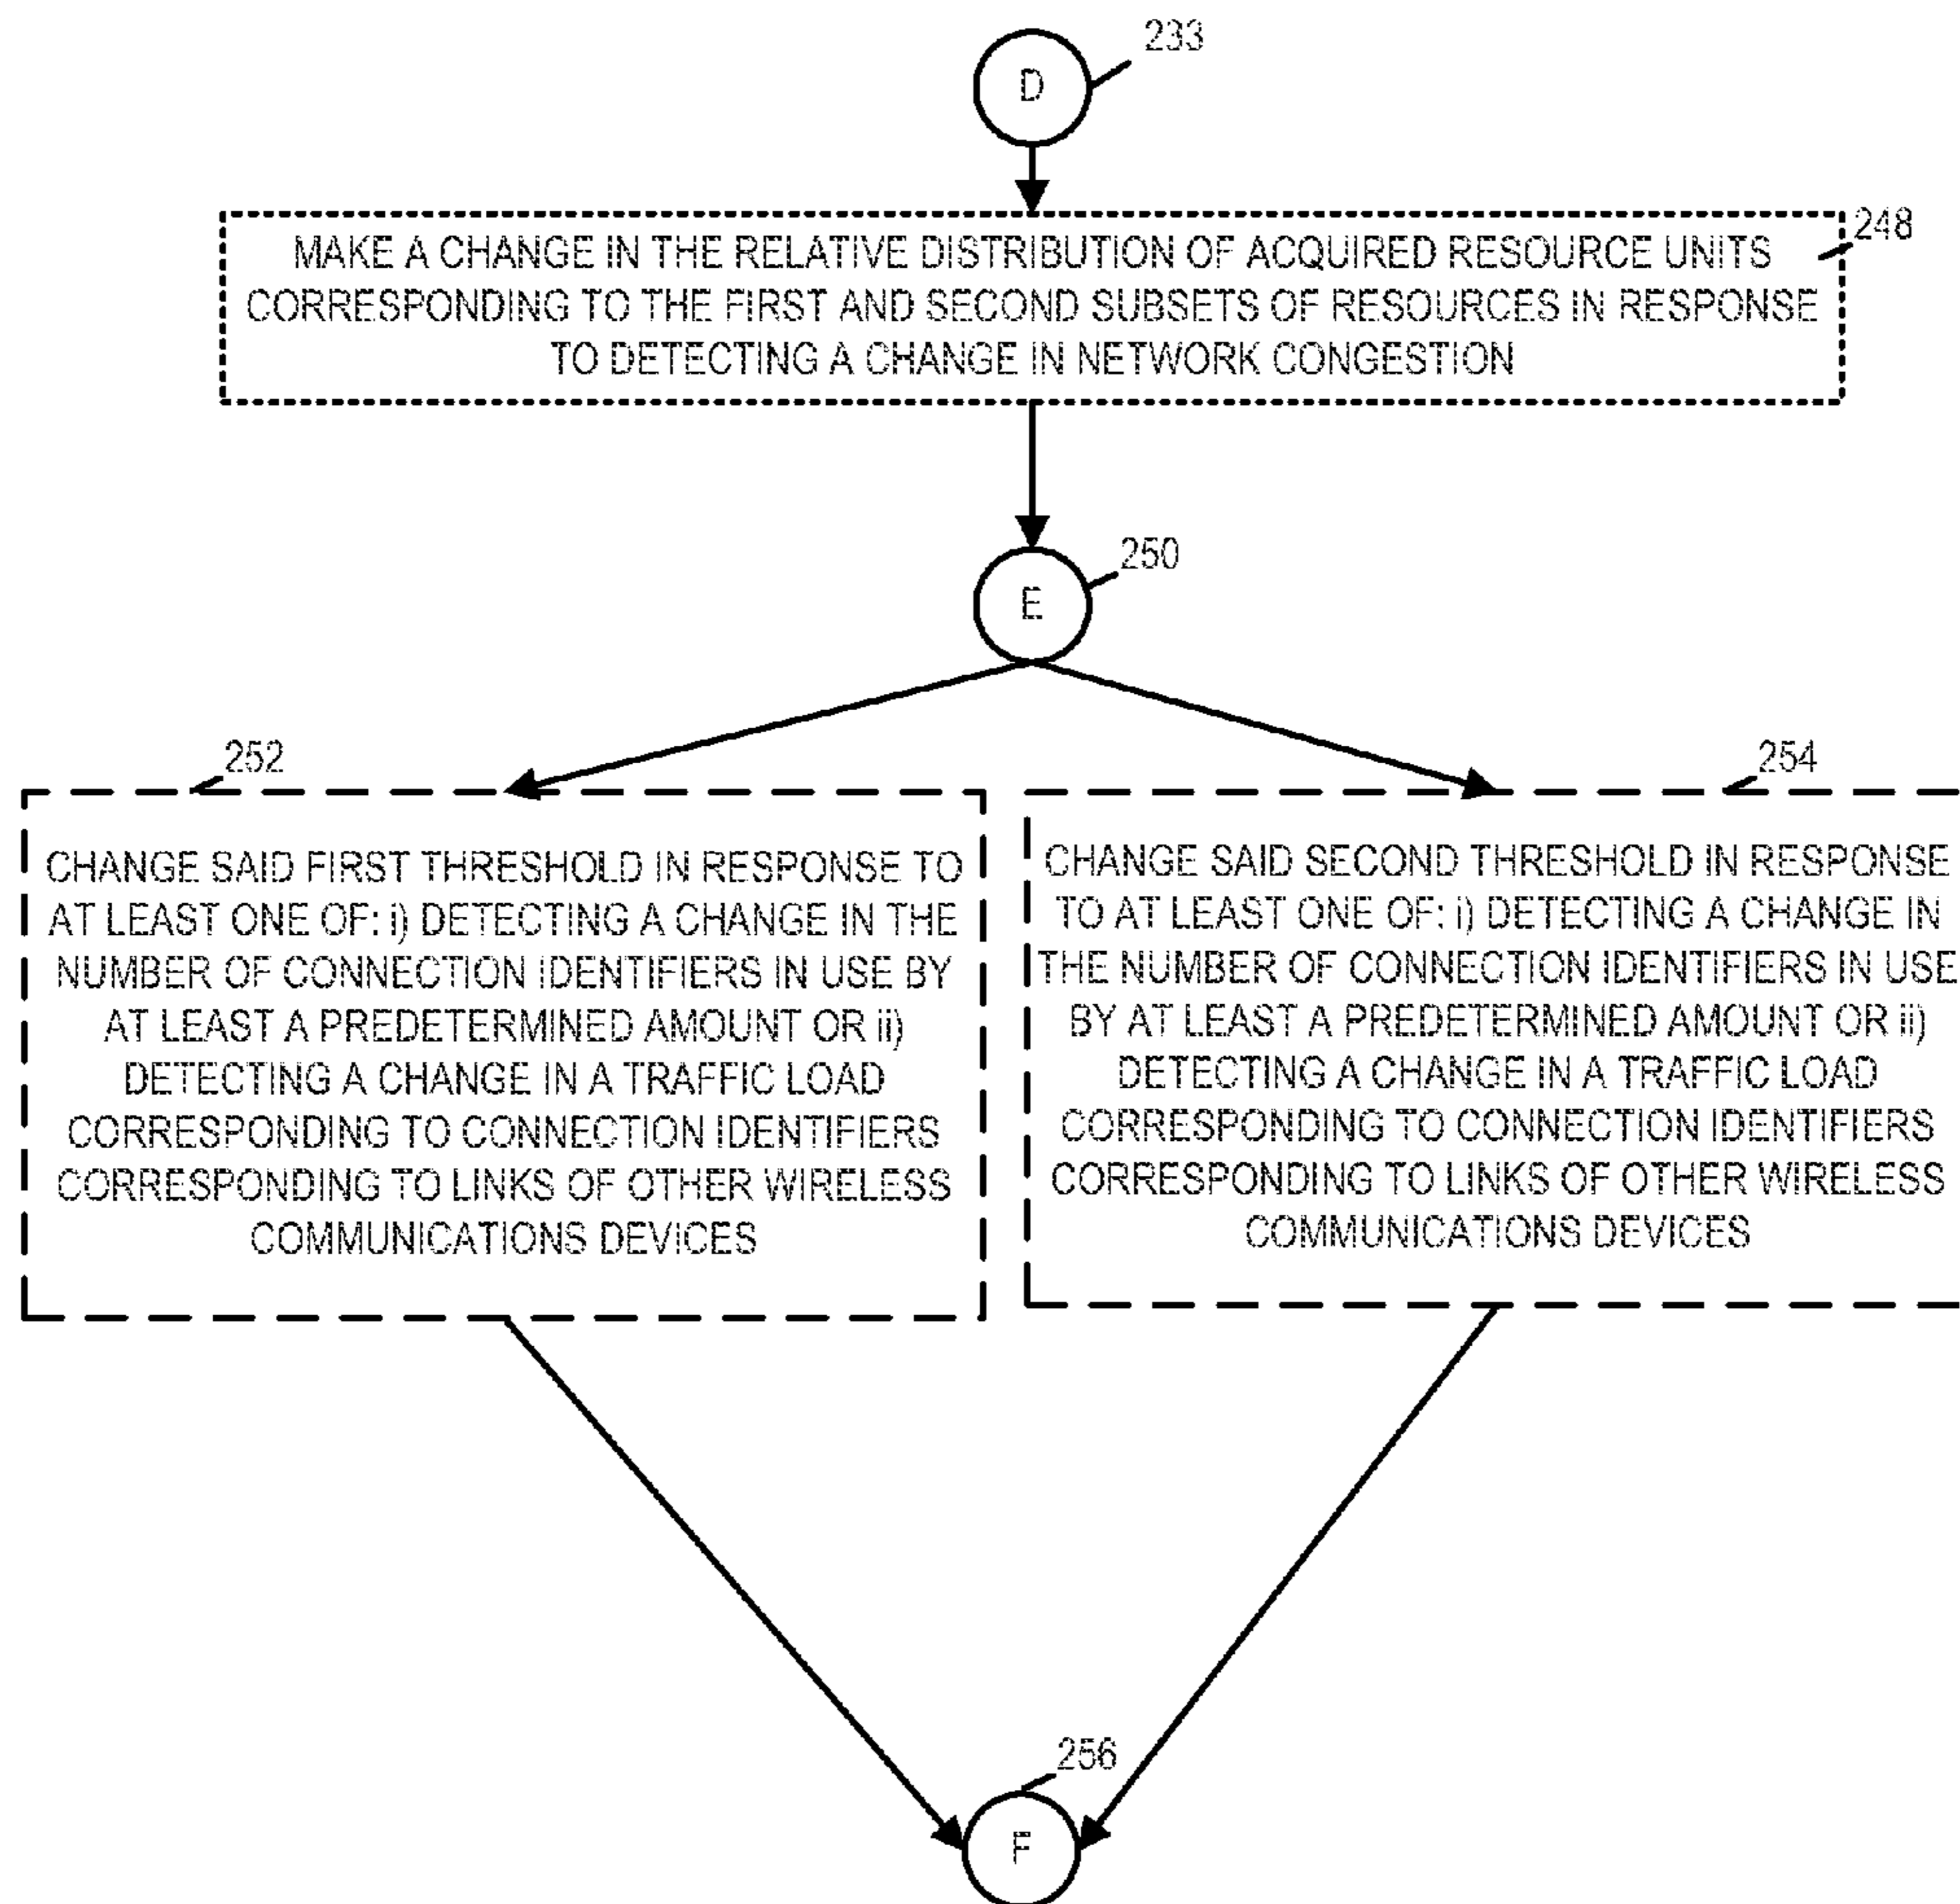 233
D
248
MAKE A CHANGE IN THE RELATIVE DISTRIBUTION OF ACQUIRED RESOURCE UNITS
CORRESPONDING TO THE FIRST AND SECOND SUBSETS OF RESOURCES IN RESPONSE
TO DETECTING A CHANGE IN NETWORK CONGESTION
250
E
252
CHANGE SAID FIRST THRESHOLD IN RESPONSE TO
AT LEAST ONE OF: i) DETECTING A CHANGE IN THE
NUMBER OF CONNECTION IDENTIFIERS IN USE BY
AT LEAST A PREDETERMINED AMOUNT OR ii)
DETECTING A CHANGE IN A TRAFFIC LOAD
CORRESPONDING TO CONNECTION IDENTIFIERS
CORRESPONDING TO LINKS OF OTHER WIRELESS
COMMUNICATIONS DEVICES
254
CHANGE SAID SECOND THRESHOLD IN RESPONSE
TO AT LEAST ONE OF: i) DETECTING A CHANGE IN
THE NUMBER OF CONNECTION IDENTIFIERS IN USE
BY AT LEAST A PREDETERMINED AMOUNT OR ii)
DETECTING A CHANGE IN A TRAFFIC LOAD
CORRESPONDING TO CONNECTION IDENTIFIERS
CORRESPONDING TO LINKS OF OTHER WIRELESS
COMMUNICATIONS DEVICES
256
F